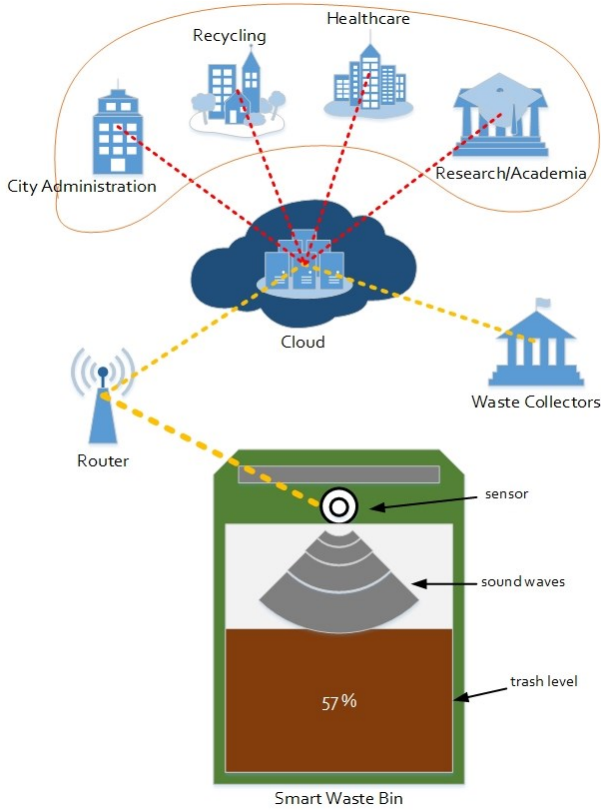 Healthcare
Recycling
City Administration
Research/Academia
Cloud
Waste Collectors
Router
sensor
sound waves
trash level
57%
Smart Waste Bin